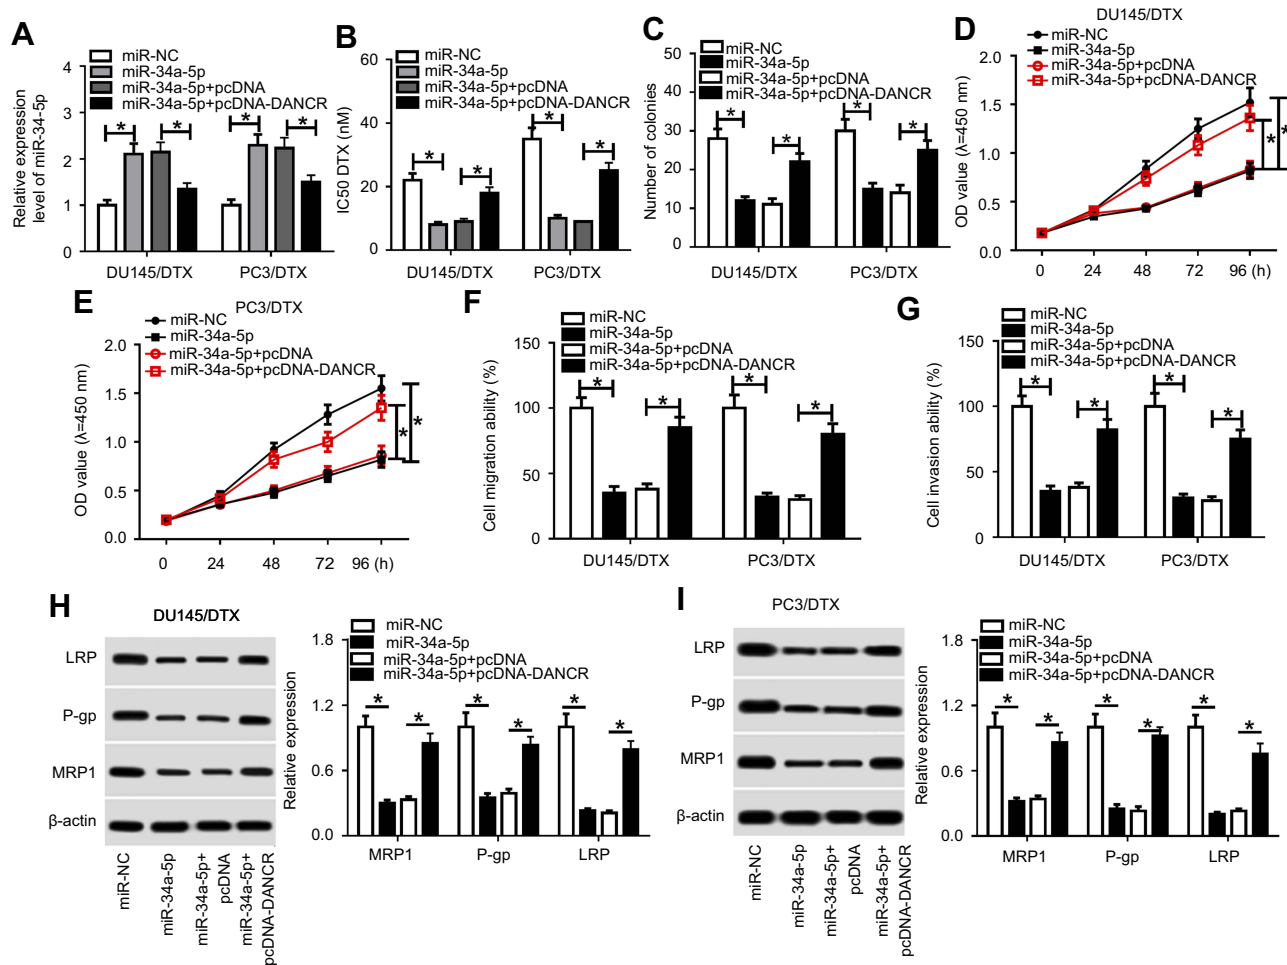 A
miR-NC
miR-34a-5p
miR-34a-5p+pcDNA
miR-34a-5p+pcDNA-DANCR
Relative expression
level of miR-34-5p
4
3
2
1
0
* * * *
DU145/DTX PC3/DTX
B
miR-NC
miR-34a-5p
miR-34a-5p+pcDNA
miR-34a-5p+pcDNA-DANCR
IC50 DTX (nM)
60
40
20
0
* * * *
DU145/DTX PC3/DTX
C
miR-NC
miR-34a-5p
miR-34a-5p+pcDNA
miR-34a-5p+pcDNA-DANCR
Number of colonies
50
40
30
20
10
0
* * * *
DU145/DTX PC3/DTX
D
DU145/DTX
miR-NC
miR-34a-5p
miR-34a-5p+pcDNA
miR-34a-5p+pcDNA-DANCR
OD value (λ=450 nm)
2.0
1.5
1.0
0.5
0.0
* *
0 24 48 72 96 (h)
E
PC3/DTX
miR-NC
miR-34a-5p
miR-34a-5p+pcDNA
miR-34a-5p+pcDNA-DANCR
OD value (λ=450 nm)
2.0
1.5
1.0
0.5
0.0
* *
0 24 48 72 96 (h)
F
miR-NC
miR-34a-5p
miR-34a-5p+pcDNA
miR-34a-5p+pcDNA-DANCR
Cell migration ability (%)
150
100
50
0
* * * *
DU145/DTX PC3/DTX
G
miR-NC
miR-34a-5p
miR-34a-5p+pcDNA
miR-34a-5p+pcDNA-DANCR
Cell invasion ability (%)
150
100
50
0
* * * *
DU145/DTX PC3/DTX
H
DU145/DTX
LRP
P-gp
MRP1
β-actin
miR-NC
miR-34a-5p
miR-34a-5p+
pcDNA
miR-34a-5p+
pcDNA-DANCR
miR-NC
miR-34a-5p
miR-34a-5p+pcDNA
miR-34a-5p+pcDNA-DANCR
Relative expression
1.8
1.2
0.6
0.0
* * * * * *
MRP1 P-gp LRP
I
PC3/DTX
LRP
P-gp
MRP1
β-actin
miR-NC
miR-34a-5p
miR-34a-5p+
pcDNA
miR-34a-5p+
pcDNA-DANCR
miR-NC
miR-34a-5p
miR-34a-5p+pcDNA
miR-34a-5p+pcDNA-DANCR
Relative expression
1.8
1.2
0.6
0.0
* * * * * *
MRP1 P-gp LRP